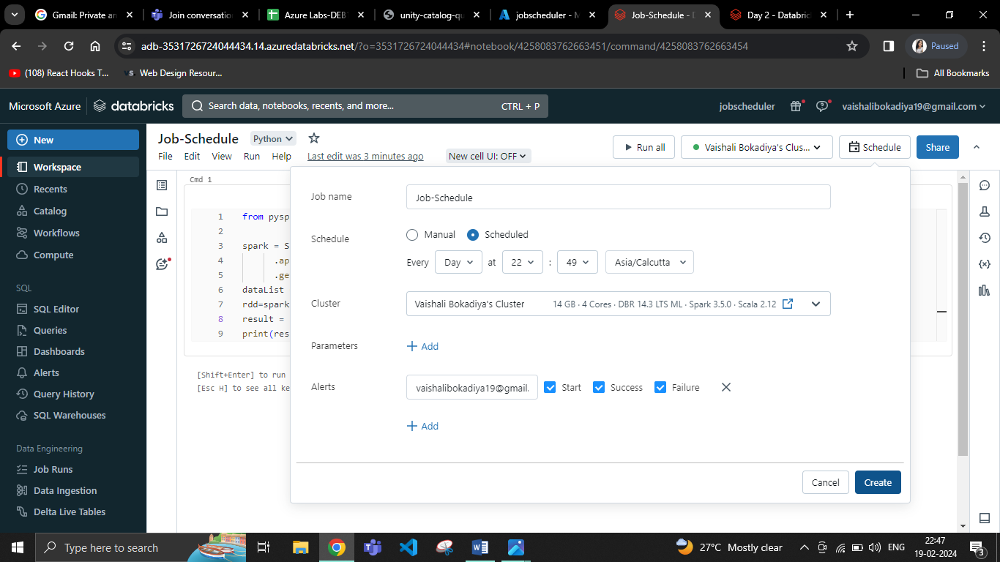 Gmail: Private an
Join conversatio
Azure Labs-DEB
unity-catalog-qu
jobscheduler - M
Job-Schedule - D
Day 2 - Databric
adb-3531726724044434.14.azuredatabricks.net/?o=3531726724044434#notebook/4258083762663451/command/4258083762663454
Paused
(108) React Hooks T...
Web Design Resour...
All Bookmarks
Microsoft Azure
databricks
Search data, notebooks, recents, and more...
CTRL + P
jobscheduler
vaishalibokadiya19@gmail.com
New
Workspace
Recents
Catalog
Workflows
Compute
SQL
SQL Editor
Queries
Dashboards
Alerts
Query History
SQL Warehouses
Data Engineering
Job Runs
Data Ingestion
Delta Live Tables
Job-Schedule
Python
File Edit View Run Help
Last edit was 3 minutes ago
New cell UI: OFF
Run all
Vaishali Bokadiya's Clus...
Schedule
Share
Cmd 1
1 from pysp
2
3 spark = S
4 .ap
5 .ge
6 dataList
7 rdd=spark
8 result =
9 print(res
[Shift+Enter] to run
[Esc H] to see all ke
Job name
Job-Schedule
Schedule
Manual Scheduled
Every Day at 22 : 49 Asia/Calcutta
Cluster
Vaishali Bokadiya's Cluster 14 GB · 4 Cores · DBR 14.3 LTS ML · Spark 3.5.0 · Scala 2.12
Parameters
Add
Alerts
vaishalibokadiya19@gmail.
Start Success Failure
Add
Cancel Create
Type here to search
27°C Mostly clear
ENG
22:47
19-02-2024
3